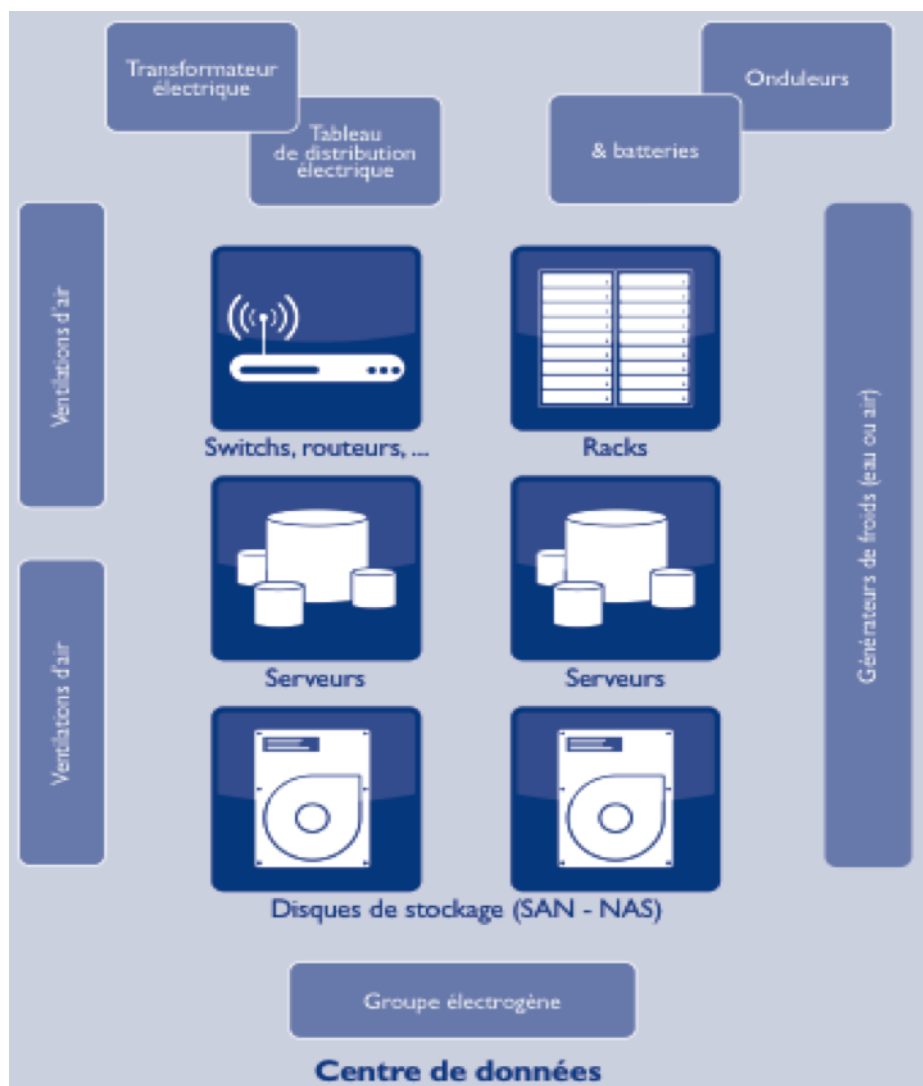 Transformateur
électrique
Onduleurs
Tableau
de distribution
électrique
& batteries
Ventilations d'air
Générateurs de froids (eau ou air)
Switchs, routeurs, ...
Racks
Serveurs
Serveurs
Ventilations d'air
Disques de stockage (SAN - NAS)
Groupe électrogène
Centre de données